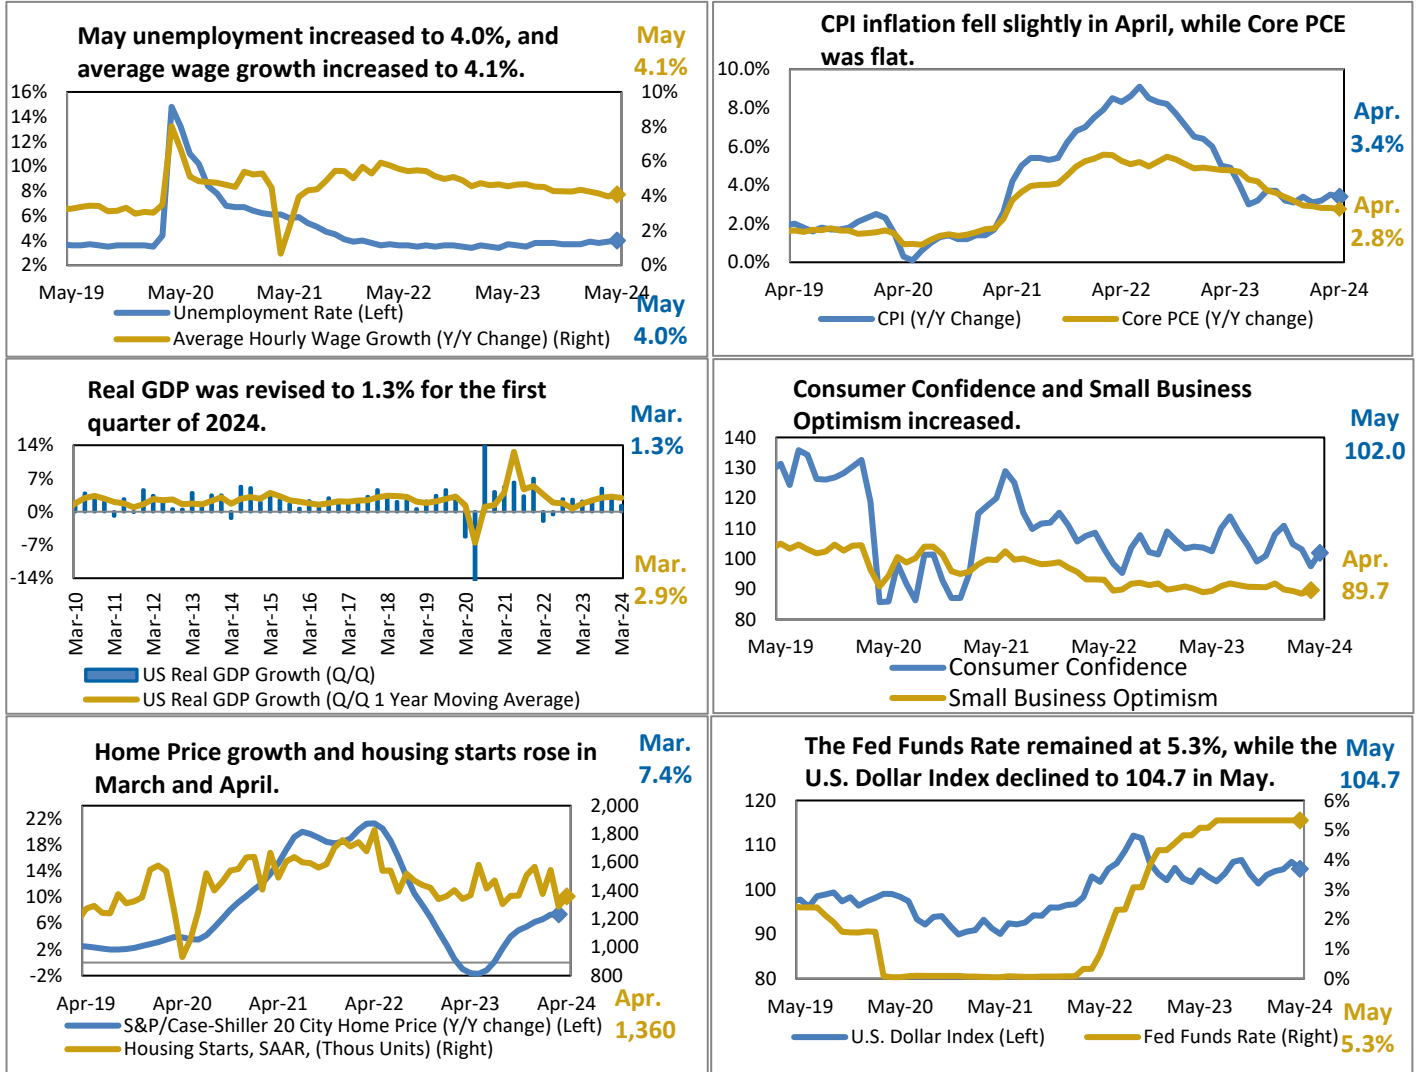 May unemployment increased to 4.0%, and
average wage growth increased to 4.1%.
May
4.1%
16%
14%
12%
10%
8%
6%
4%
2%
10%
8%
6%
4%
2%
0%
May-19
May-20
May-21
May-22
May-23
May-24
Unemployment Rate (Left)
Average Hourly Wage Growth (Y/Y Change) (Right)
May
4.0%
CPI inflation fell slightly in April, while Core PCE
was flat.
10.0%
8.0%
6.0%
4.0%
2.0%
0.0%
Apr.
3.4%
Apr.
2.8%
Apr-19
Apr-20
Apr-21
Apr-22
Apr-23
Apr-24
CPI (Y/Y Change)
Core PCE (Y/Y change)
Real GDP was revised to 1.3% for the first
quarter of 2024.
Mar.
1.3%
14%
7%
0%
-7%
-14%
Mar.
2.9%
Mar-10
Mar-11
Mar-12
Mar-13
Mar-14
Mar-15
Mar-16
Mar-17
Mar-18
Mar-19
Mar-20
Mar-21
Mar-22
Mar-23
Mar-24
US Real GDP Growth (Q/Q)
US Real GDP Growth (Q/Q 1 Year Moving Average)
Consumer Confidence and Small Business
Optimism increased.
May
102.0
140
130
120
110
100
90
80
Apr.
89.7
May-19
May-20
May-21
May-22
May-23
May-24
Consumer Confidence
Small Business Optimism
Home Price growth and housing starts rose in
March and April.
Mar.
7.4%
22%
18%
14%
10%
6%
2%
-2%
2,000
1,800
1,600
1,400
1,200
1,000
800
Apr-19
Apr-20
Apr-21
Apr-22
Apr-23
Apr-24
Apr.
1,360
S&P/Case-Shiller 20 City Home Price (Y/Y change) (Left)
Housing Starts, SAAR, (Thous Units) (Right)
The Fed Funds Rate remained at 5.3%, while the
U.S. Dollar Index declined to 104.7 in May.
May
104.7
120
110
100
90
80
6%
5%
4%
3%
2%
1%
0%
May-19
May-20
May-21
May-22
May-23
May-24
U.S. Dollar Index (Left)
Fed Funds Rate (Right)
May
5.3%